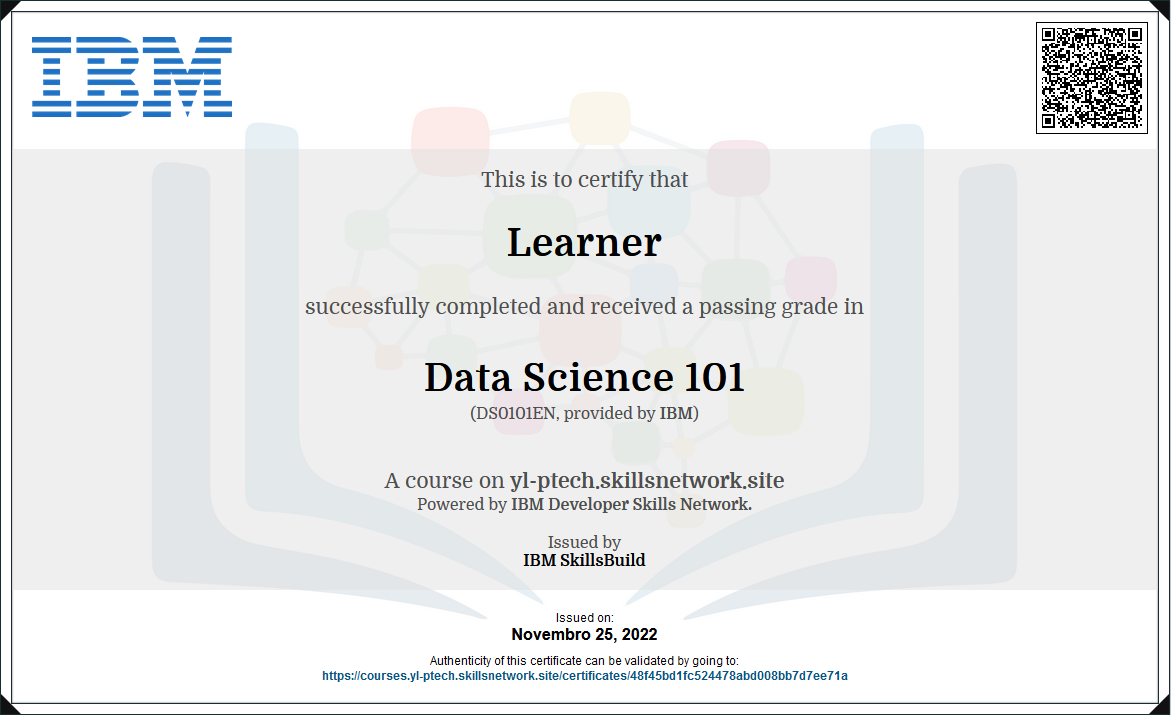 IBM
This is to certify that
Learner
successfully completed and received a passing grade in
Data Science 101
(DS0101EN, provided by IBM)
A course on yl-ptech.skillsnetwork.site
Powered by IBM Developer Skills Network.
Issued by
IBM SkillsBuild
Issued on:
Novembro 25, 2022
Authenticity of this certificate can be validated by going to:
https://courses.yl-ptech.skillsnetwork.site/certificates/48f45bd1fc524478abd008bb7d7ee71a